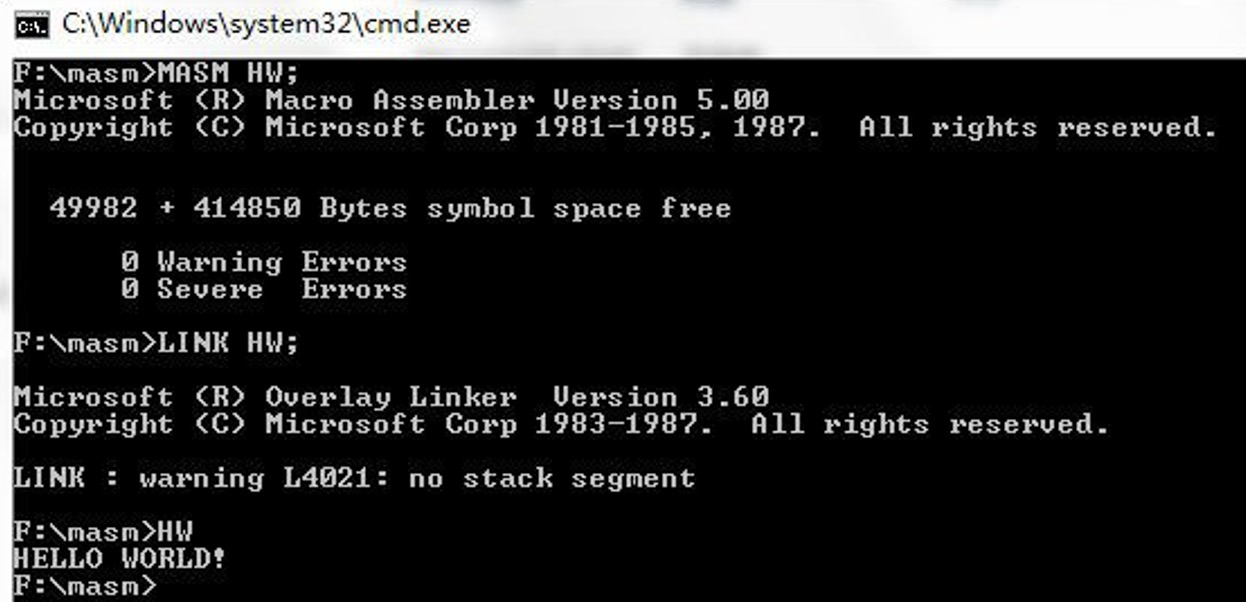 C:\Windows\system32\cmd.exe
F:\masm>MASM HW;
Microsoft (R) Macro Assembler Version 5.00
Copyright (C) Microsoft Corp 1981-1985, 1987.  All rights reserved.
49982 + 414850 Bytes symbol space free
0 Warning Errors
0 Severe  Errors
F:\masm>LINK HW;
Microsoft (R) Overlay Linker  Version 3.60
Copyright (C) Microsoft Corp 1983-1987.  All rights reserved.
LINK : warning L4021: no stack segment
F:\masm>HW
HELLO WORLD!
F:\masm>